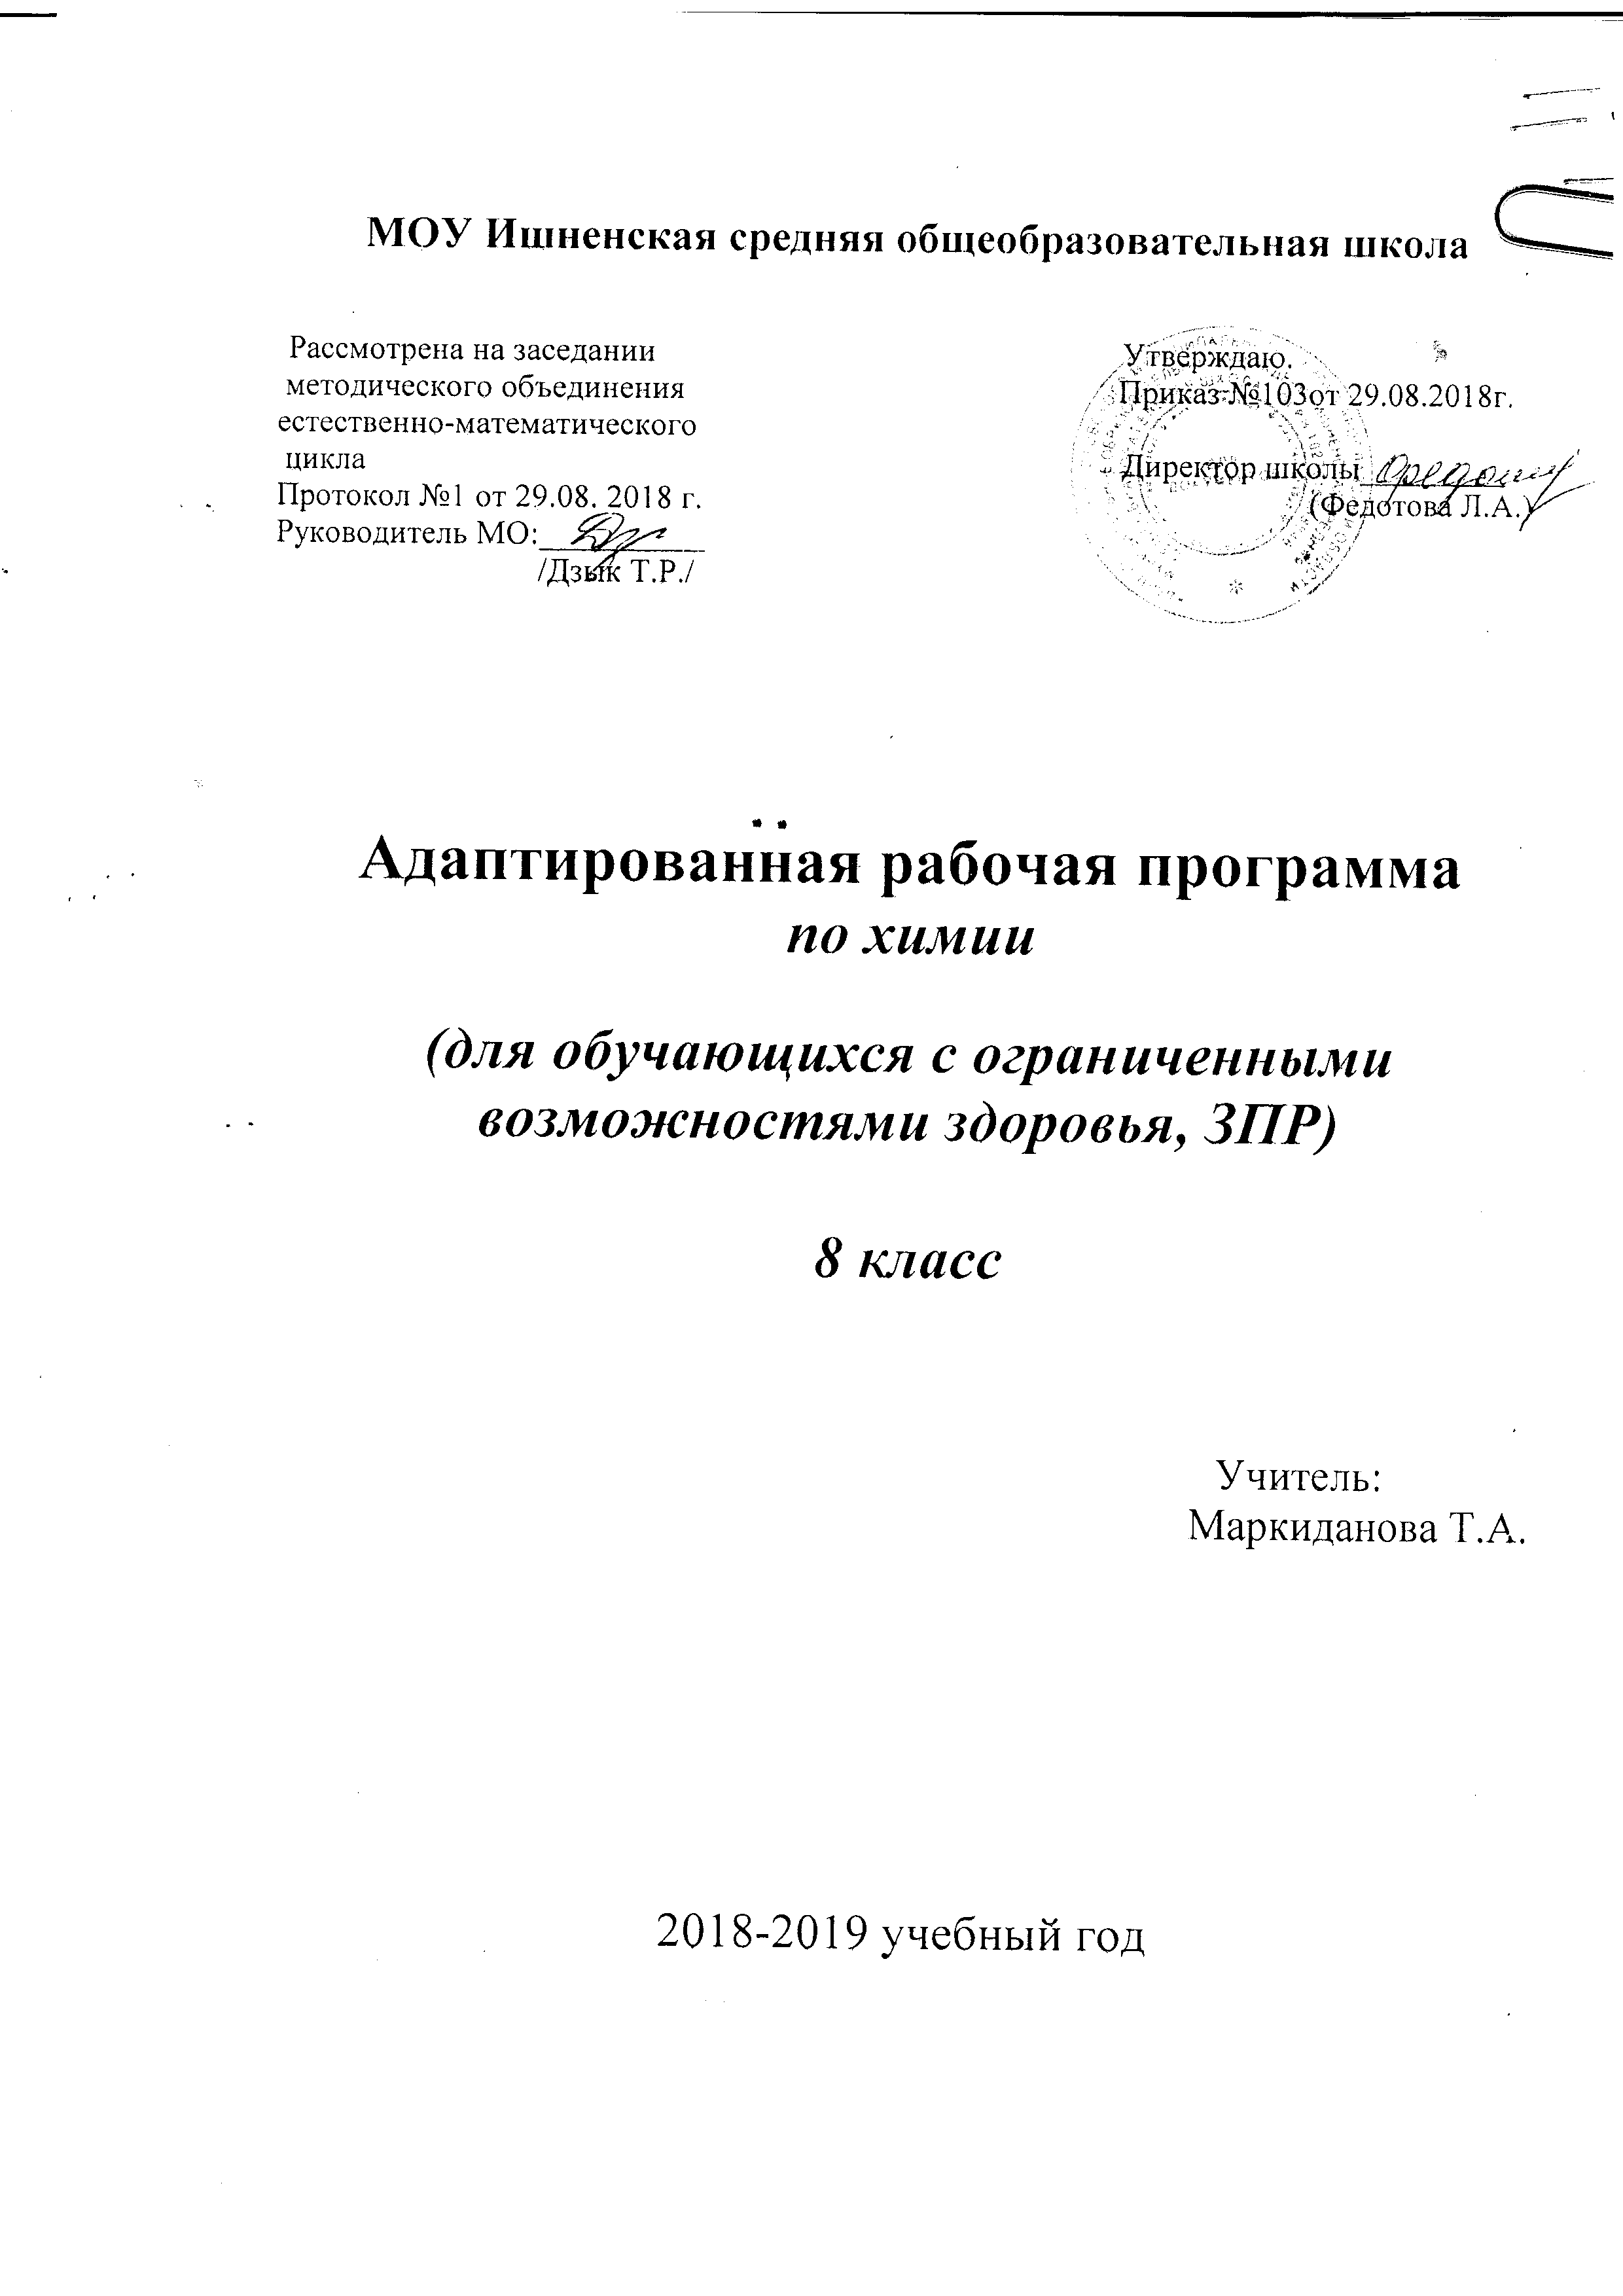 МОУ Ишненская средняя общеобразовательная школа
Рассмотрена на заседании
методического объединения
естественно-математического
цикла
Протокол №1 от 29.08. 2018 г.
Руководитель МО:
/Дзык Т.Р./
Утверждаю.
Приказ №103от 29.08.2018г.
Директор школы
(Федотова Л.А.)
Адаптированная рабочая программа
по химии
(для обучающихся с ограниченными
возможностями здоровья, ЗПР)
8 класс
Учитель:
Маркиданова Т.А.
2018-2019 учебный год